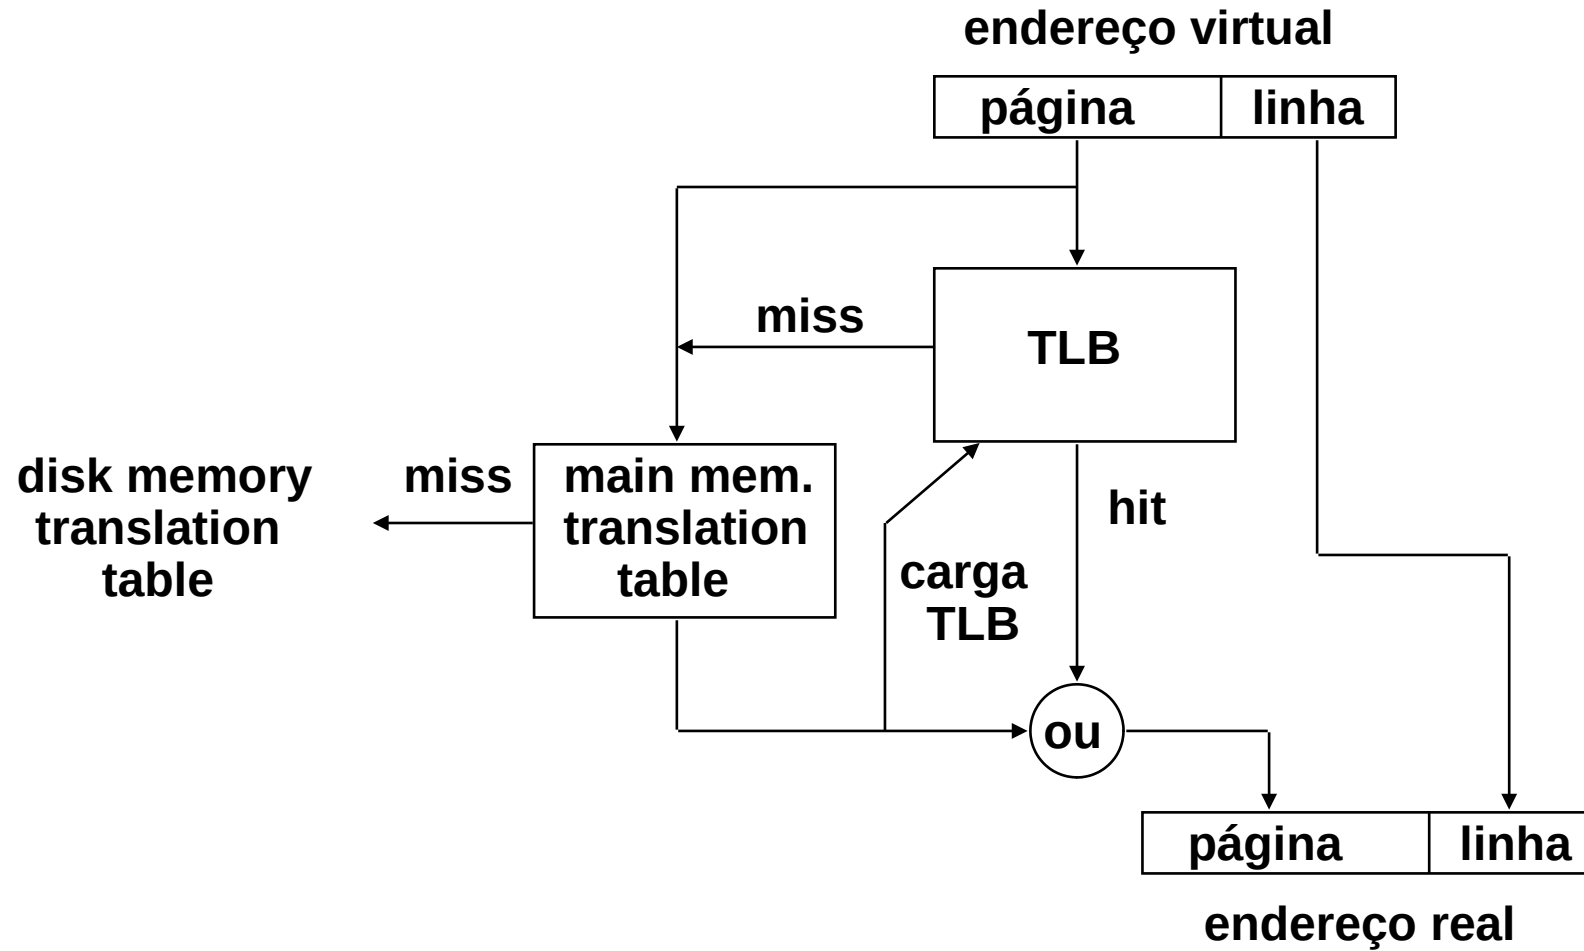 endereço virtual
página
linha
miss
TLB
disk memory
translation
table
miss
main mem.
translation
table
hit
carga
TLB
ou
página
linha
endereço real